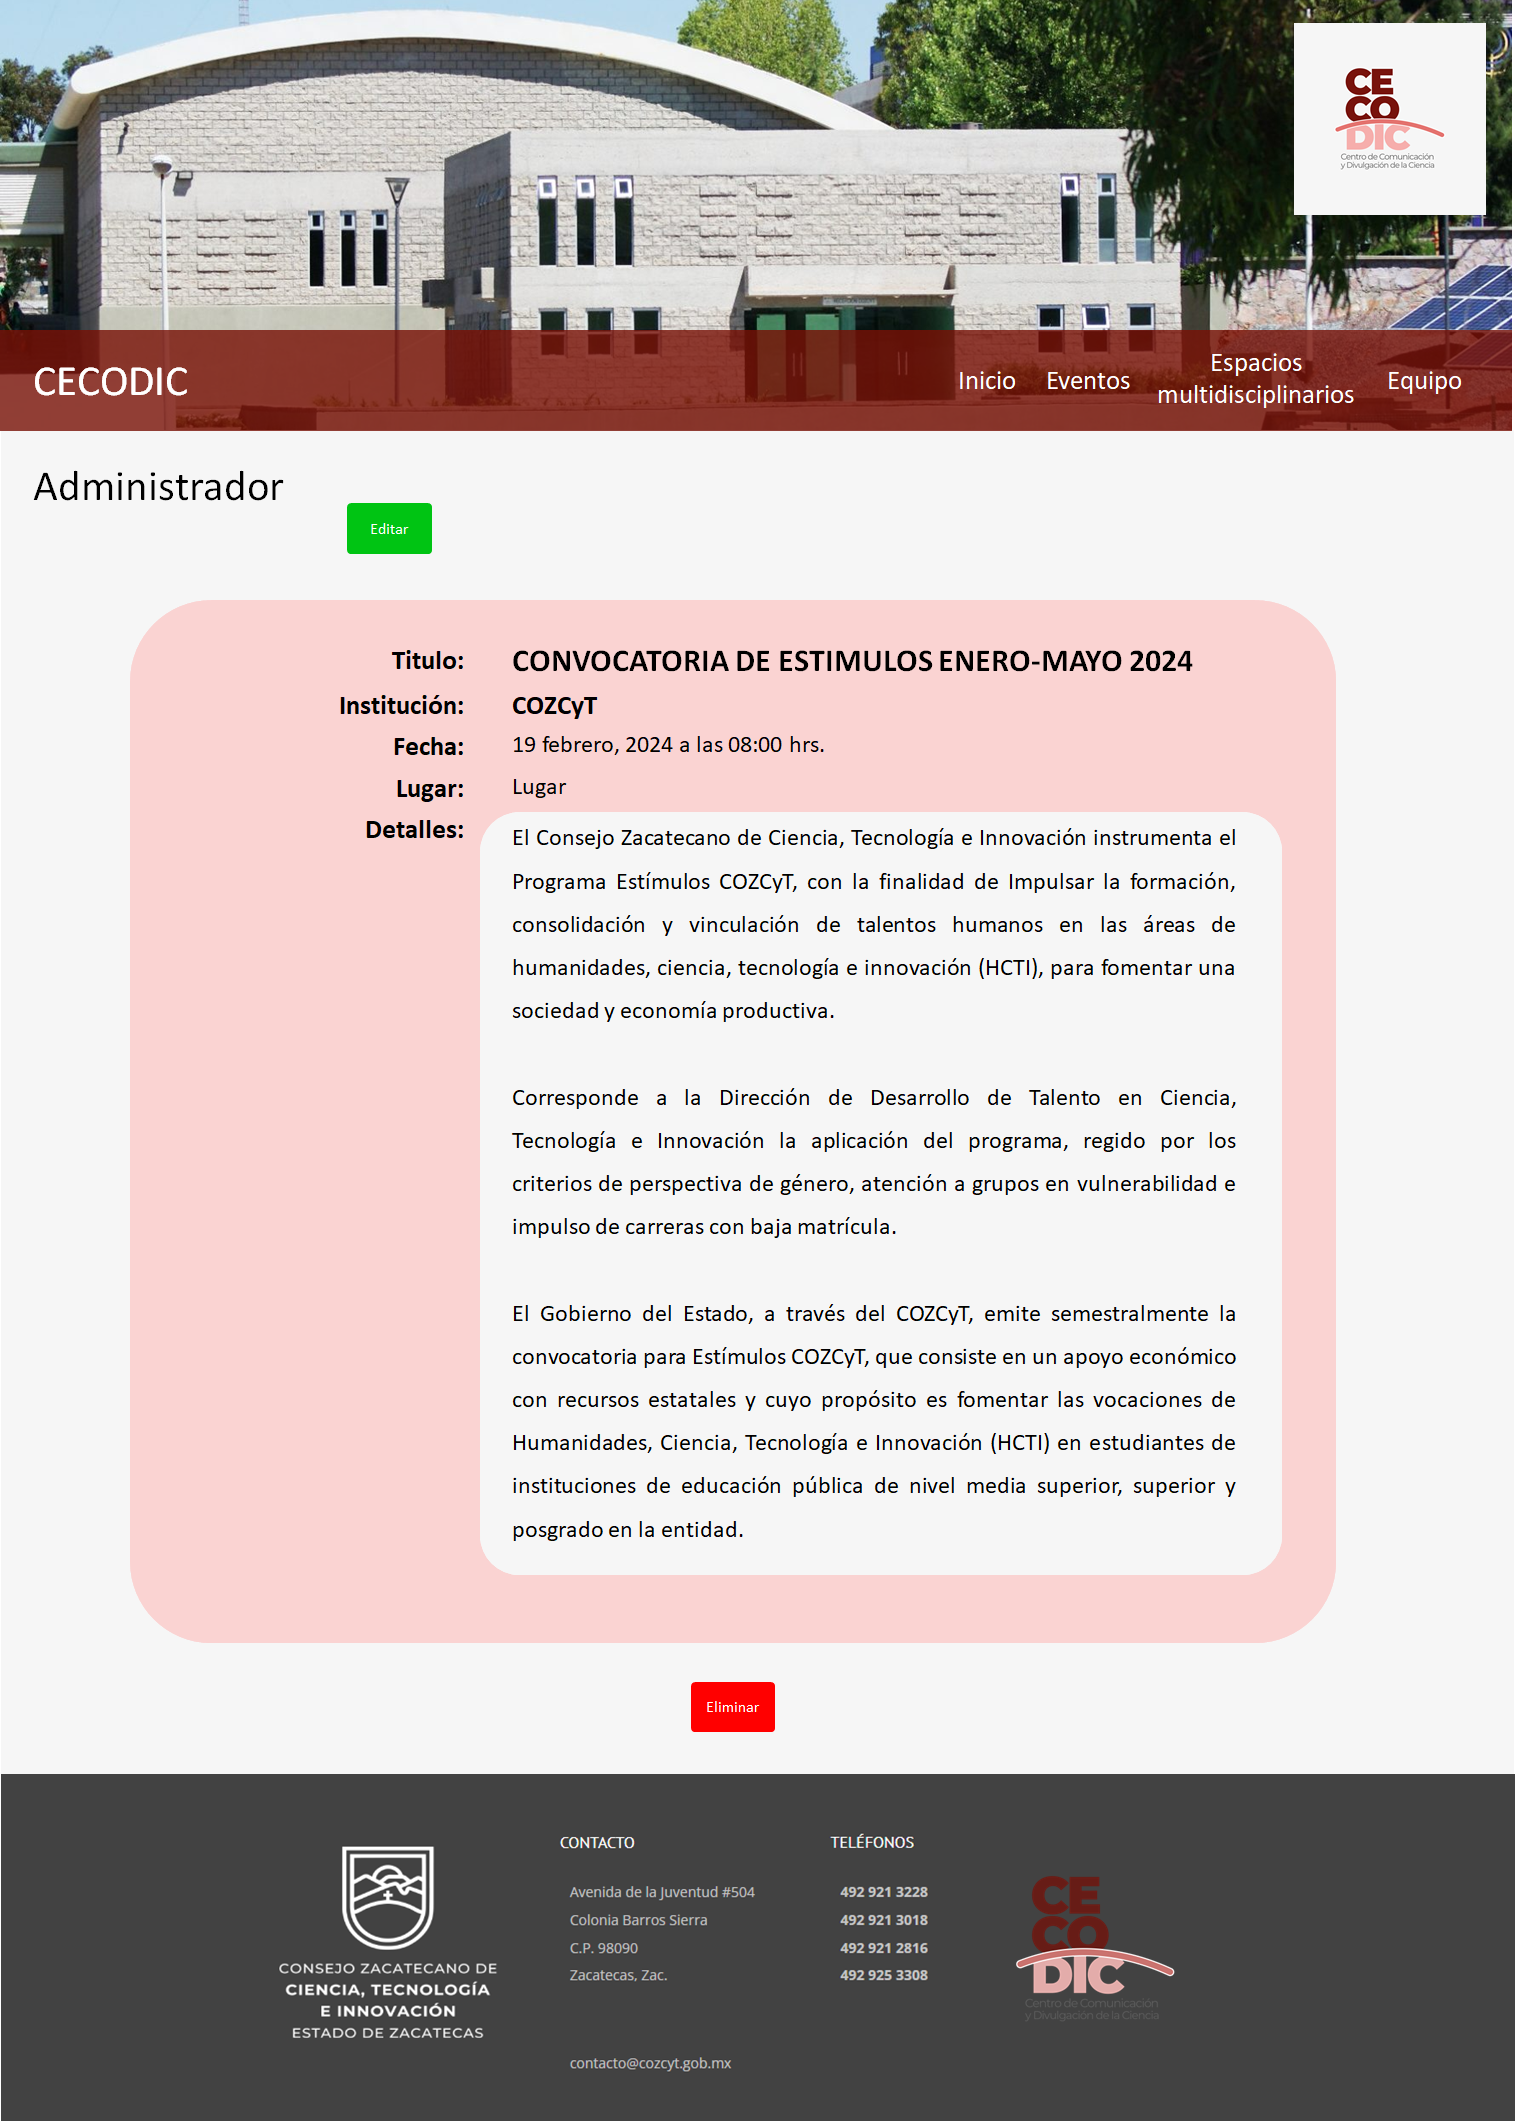 CE
CO
DIC
Centro de Comunicación
y Divulgación de la Ciencia
CECODIC
Inicio
Eventos
Espacios
multidisciplinarios
Equipo
Administrador
Editar
Titulo: CONVOCATORIA DE ESTIMULOS ENERO-MAYO 2024
Institución: COZCyT
Fecha: 19 febrero, 2024 a las 08:00 hrs.
Lugar: Lugar
Detalles:
El Consejo Zacatecano de Ciencia, Tecnología e Innovación instrumenta el
Programa Estímulos COZCyT, con la finalidad de Impulsar la formación,
consolidación y vinculación de talentos humanos en las áreas de
humanidades, ciencia, tecnología e innovación (HCTI), para fomentar una
sociedad y economía productiva.
Corresponde a la Dirección de Desarrollo de Talento en Ciencia,
Tecnología e Innovación la aplicación del programa, regido por los
criterios de perspectiva de género, atención a grupos en vulnerabilidad e
impulso de carreras con baja matrícula.
El Gobierno del Estado, a través del COZCyT, emite semestralmente la
convocatoria para Estímulos COZCyT, que consiste en un apoyo económico
con recursos estatales y cuyo propósito es fomentar las vocaciones de
Humanidades, Ciencia, Tecnología e Innovación (HCTI) en estudiantes de
instituciones de educación pública de nivel media superior, superior y
posgrado en la entidad.
Eliminar
CONSEJO ZACATECANO DE
CIENCIA, TECNOLOGÍA
E INNOVACIÓN
ESTADO DE ZACATECAS
CONTACTO
Avenida de la Juventud #504
Colonia Barros Sierra
C.P. 98090
Zacatecas, Zac.
contacto@cozcyt.gob.mx
TELÉFONOS
492 921 3228
492 921 3018
492 921 2816
492 925 3308
CE
CO
DIC
Centro de Comunicación
y Divulgación de la Ciencia